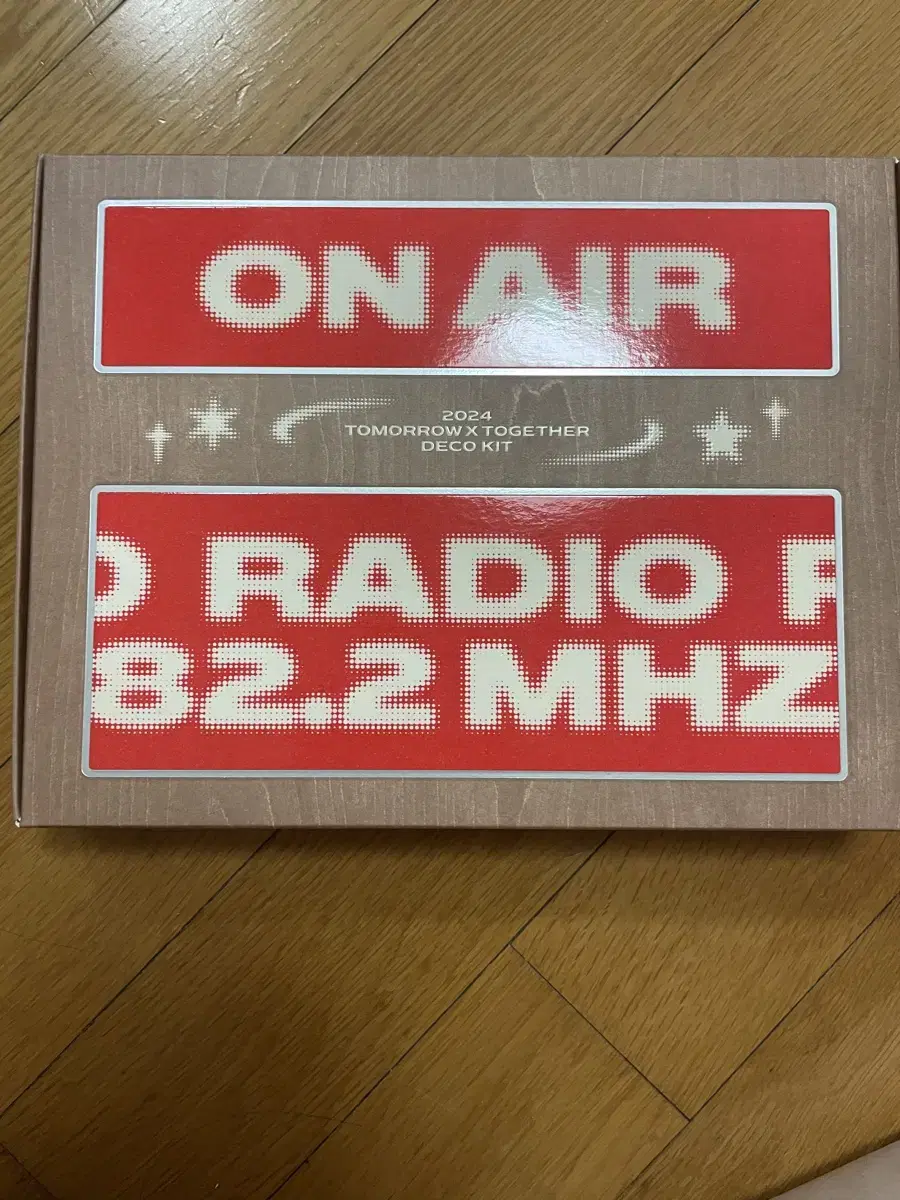 ON AIR
2024
TOMORROW X TOGETHER
DECO KIT
O RADIO R
82.2 MHZ